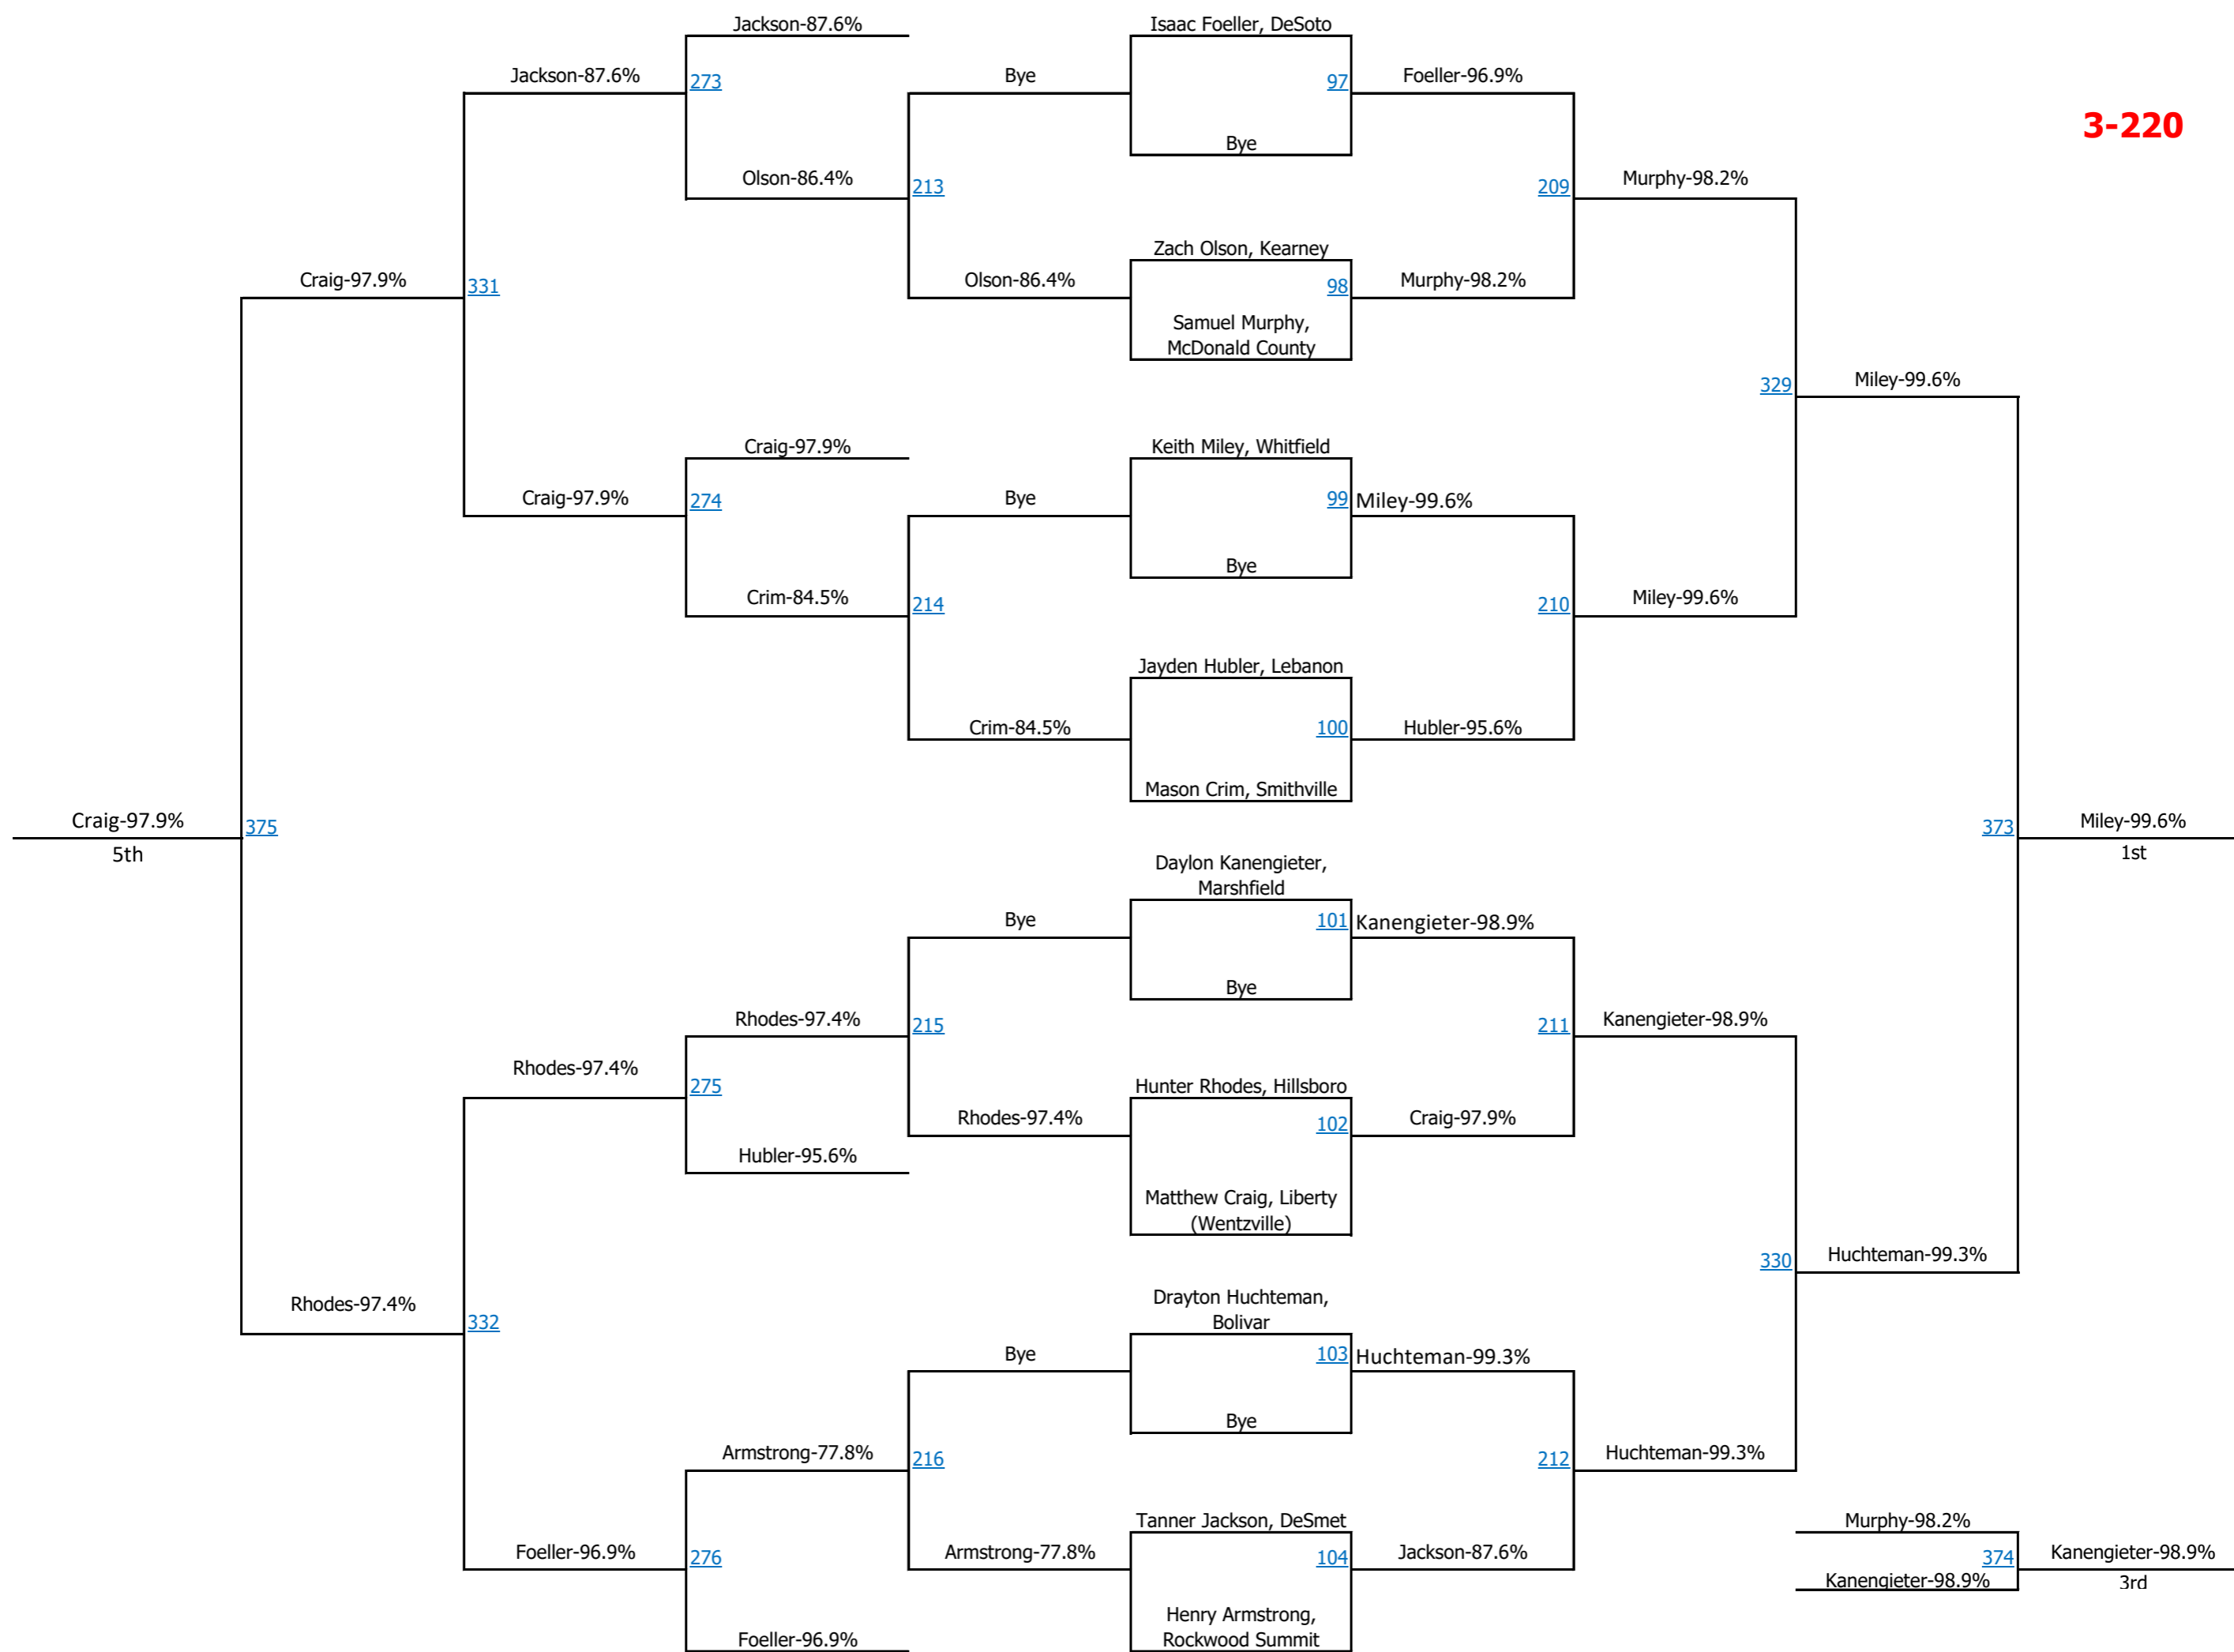 Jackson-87.6%
Isaac Foeller, DeSoto
Jackson-87.6%
273
Bye
97
Foeller-96.9%
3-220
Bye
Olson-86.4%
213
209
Murphy-98.2%
Zach Olson, Kearney
Craig-97.9%
331
Olson-86.4%
98
Murphy-98.2%
Samuel Murphy,
McDonald County
329
Miley-99.6%
Craig-97.9%
Keith Miley, Whitfield
Craig-97.9%
274
Bye
99
Miley-99.6%
Bye
Crim-84.5%
214
210
Miley-99.6%
Jayden Hubler, Lebanon
Crim-84.5%
100
Hubler-95.6%
Mason Crim, Smithville
Craig-97.9%
375
373
Miley-99.6%
5th
1st
Daylon Kanengieter,
Marshfield
Bye
101
Kanengieter-98.9%
Bye
Rhodes-97.4%
215
211
Kanengieter-98.9%
Rhodes-97.4%
275
Hunter Rhodes, Hillsboro
Rhodes-97.4%
102
Craig-97.9%
Hubler-95.6%
Matthew Craig, Liberty
(Wentzville)
330
Huchteman-99.3%
Rhodes-97.4%
332
Drayton Huchteman,
Bolivar
Bye
103
Huchteman-99.3%
Bye
Armstrong-77.8%
216
212
Huchteman-99.3%
Tanner Jackson, DeSmet
Murphy-98.2%
Foeller-96.9%
276
Armstrong-77.8%
104
Jackson-87.6%
374
Kanengieter-98.9%
Kanengieter-98.9%
3rd
Henry Armstrong,
Rockwood Summit
Foeller-96.9%